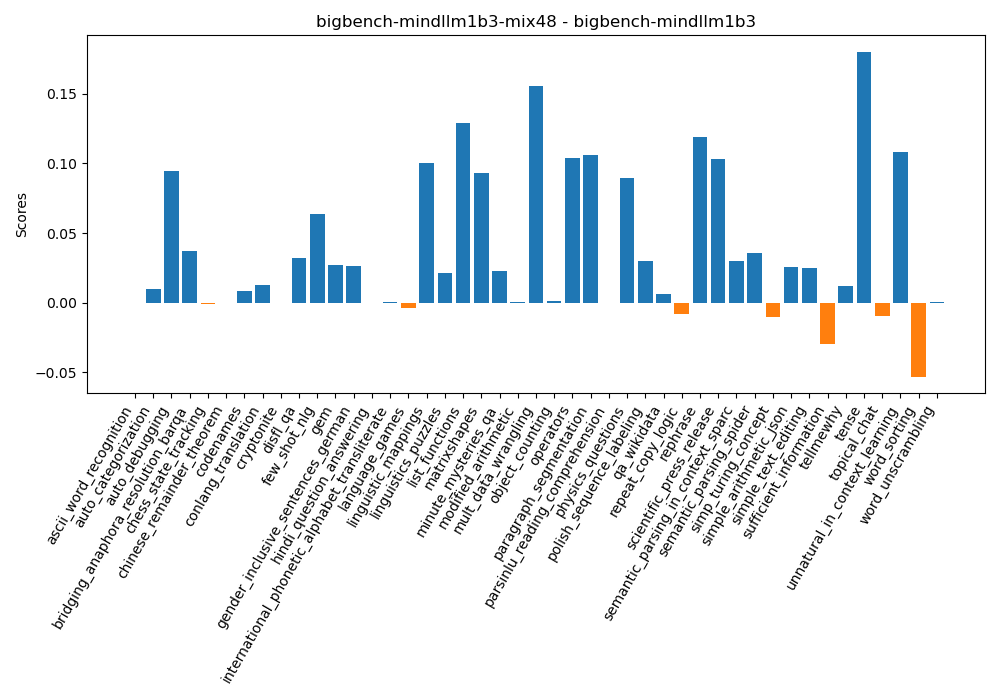 bigbench-mindllm1b3-mix48 - bigbench-mindllm1b3
Scores
0.15
0.10
0.05
0.00
−0.05
ascii_word_recognition
auto_categorization
auto_debugging
bridging_anaphora_resolution_barqa
chess_state_tracking
chinese_remainder_theorem
codenames
conlang_translation
cryptonite
disfl_qa
few_shot_nlg
gem
gender_inclusive_sentences_german
hindi_question_answering
international_phonetic_alphabet_transliterate
language_games
linguistic_mappings
linguistics_puzzles
list_functions
matrixshapes
minute_mysteries_qa
modified_arithmetic
mult_data_wrangling
object_counting
operators
paragraph_segmentation
parsinlu_reading_comprehension
physics_questions
polish_sequence_labeling
qa_wikidata
repeat_copy_logic
rephrase
scientific_press_release
semantic_parsing_in_context_sparc
semantic_parsing_spider
simp_turing_concept
simple_arithmetic_json
simple_text_editing
sufficient_information
tellmewhy
tense
topical_chat
unnatural_in_context_learning
word_sorting
word_unscrambling